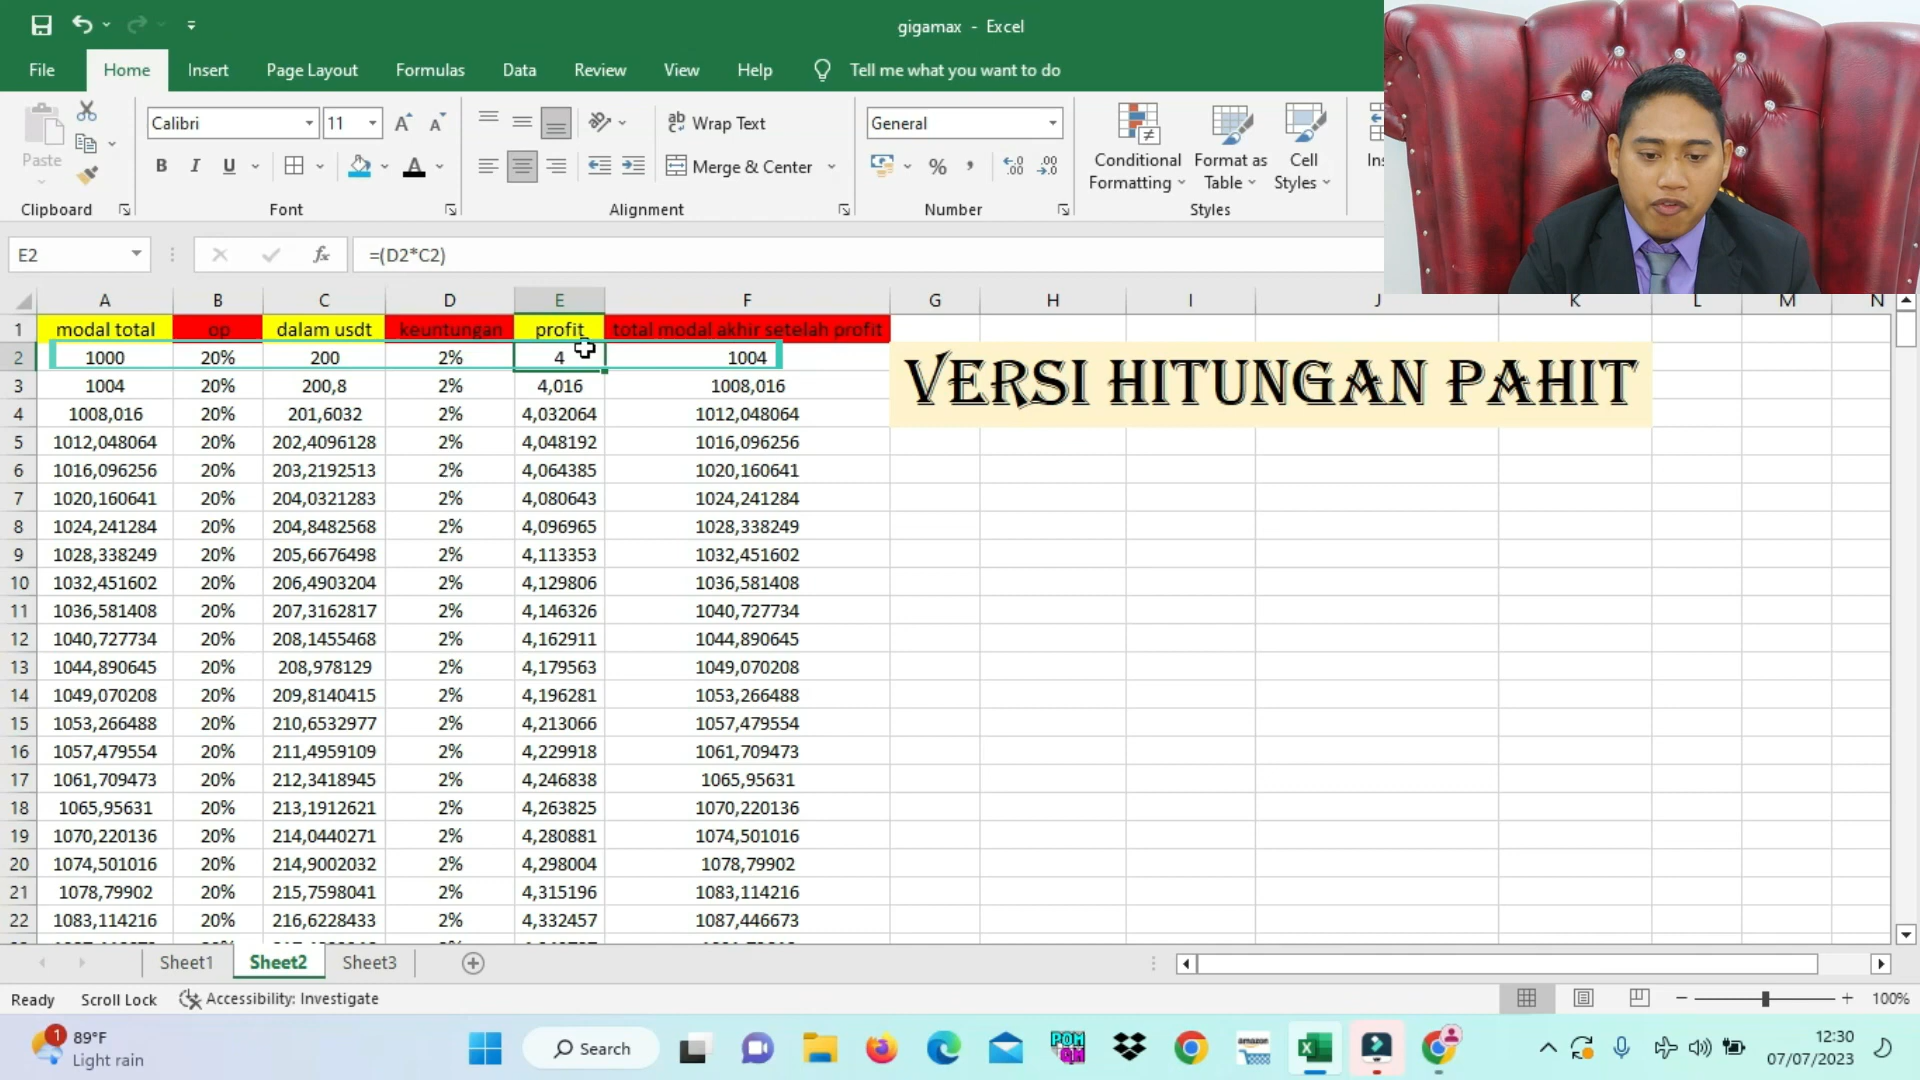 gigamax - Excel
File Home Insert Page Layout Formulas Data Review View Help Tell me what you want to do
Paste
Clipboard
Calibri 11
B I U A
Font
Wrap Text
Merge & Center
Alignment
General
% ,
Number
Conditional Formatting
Format as Table
Cell Styles
Styles
Ins
E2 fx =(D2*C2)
A B C D E F G H I J K L M N
1 modal total op dalam usdt keuntungan profit total modal akhir setelah profit
2 1000 20% 200 2% 4 1004
VERSI HITUNGAN PAHIT
3 1004 20% 200,8 2% 4,016 1008,016
4 1008,016 20% 201,6032 2% 4,032064 1012,048064
5 1012,048064 20% 202,4096128 2% 4,048192 1016,096256
6 1016,096256 20% 203,2192513 2% 4,064385 1020,160641
7 1020,160641 20% 204,0321283 2% 4,080643 1024,241284
8 1024,241284 20% 204,8482568 2% 4,096965 1028,338249
9 1028,338249 20% 205,6676498 2% 4,113353 1032,451602
10 1032,451602 20% 206,4903204 2% 4,129806 1036,581408
11 1036,581408 20% 207,3162817 2% 4,146326 1040,727734
12 1040,727734 20% 208,1455468 2% 4,162911 1044,890645
13 1044,890645 20% 208,978129 2% 4,179563 1049,070208
14 1049,070208 20% 209,8140415 2% 4,196281 1053,266488
15 1053,266488 20% 210,6532977 2% 4,213066 1057,479554
16 1057,479554 20% 211,4959109 2% 4,229918 1061,709473
17 1061,709473 20% 212,3418945 2% 4,246838 1065,95631
18 1065,95631 20% 213,1912621 2% 4,263825 1070,220136
19 1070,220136 20% 214,0440271 2% 4,280881 1074,501016
20 1074,501016 20% 214,9002032 2% 4,298004 1078,79902
21 1078,79902 20% 215,7598041 2% 4,315196 1083,114216
22 1083,114216 20% 216,6228433 2% 4,332457 1087,446673
Sheet1 Sheet2 Sheet3
Ready Scroll Lock Accessibility: Investigate 100%
1 89°F
Light rain
Search
amazon
12:30
07/07/2023